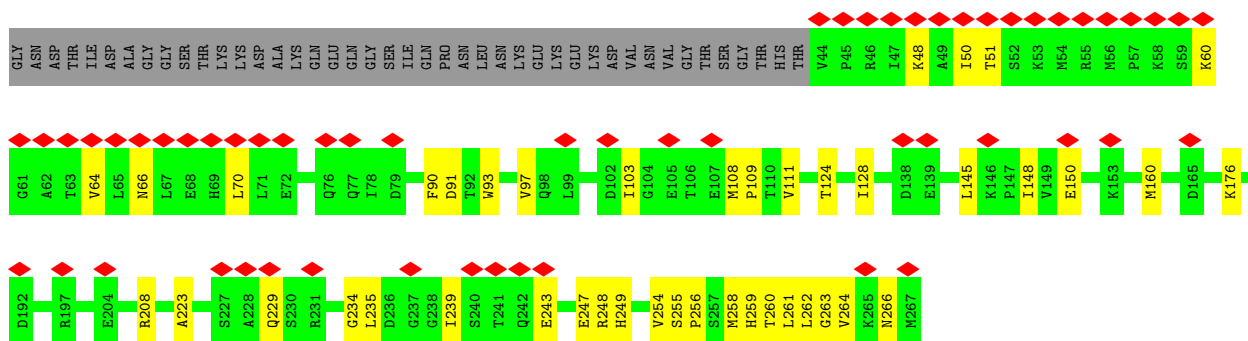 GLY ASN ASP THR ILE ASP ALA GLY GLY SER THR LYS LYS ASP ALA LYS GLN GLU GLN GLY SER ILE GLN PRO ASN LEU ASN LYS GLU LYS GLU LYS ASP VAL ASN VAL GLY THR SER GLY THR HIS THR V44 P45 R46 I47 K48 A49 I50 T51 S52 K53 M54 R55 M56 P57 K58 S59 K60
G61 A62 T63 V64 L65 N66 L67 E68 H69 L70 L71 E72 Q76 Q77 I78 D79 F90 D91 T92 W93 V97 Q98 L99 D102 I103 G104 E105 T106 E107 M108 P109 T110 V111 T124 I128 D138 E139 L145 K146 P147 I148 V149 E150 K153 M160 D165 K176
D192 R197 E204 R208 A223 S227 A228 Q229 S230 R231 G234 L235 D236 G237 G238 I239 S240 T241 Q242 E243 E247 R248 H249 V254 S255 P256 S257 M258 H259 T260 L261 L262 G263 V264 K265 N266 M267